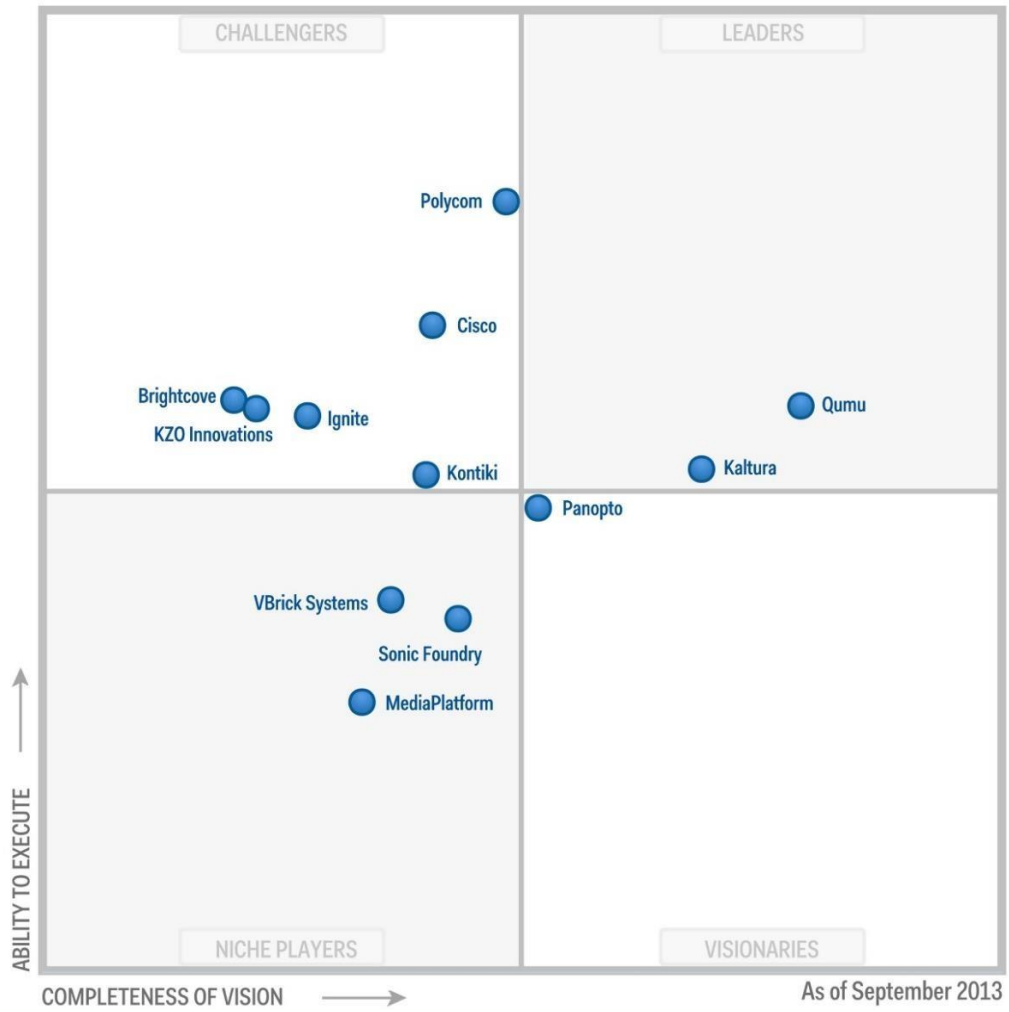 CHALLENGERS
LEADERS
Polycom
Cisco
Brightcove
KZO Innovations
Ignite
Qumu
Kontiki
Kaltura
Panopto
VBrick Systems
Sonic Foundry
MediaPlatform
ABILITY TO EXECUTE
NICHE PLAYERS
VISIONARIES
COMPLETENESS OF VISION
As of September 2013